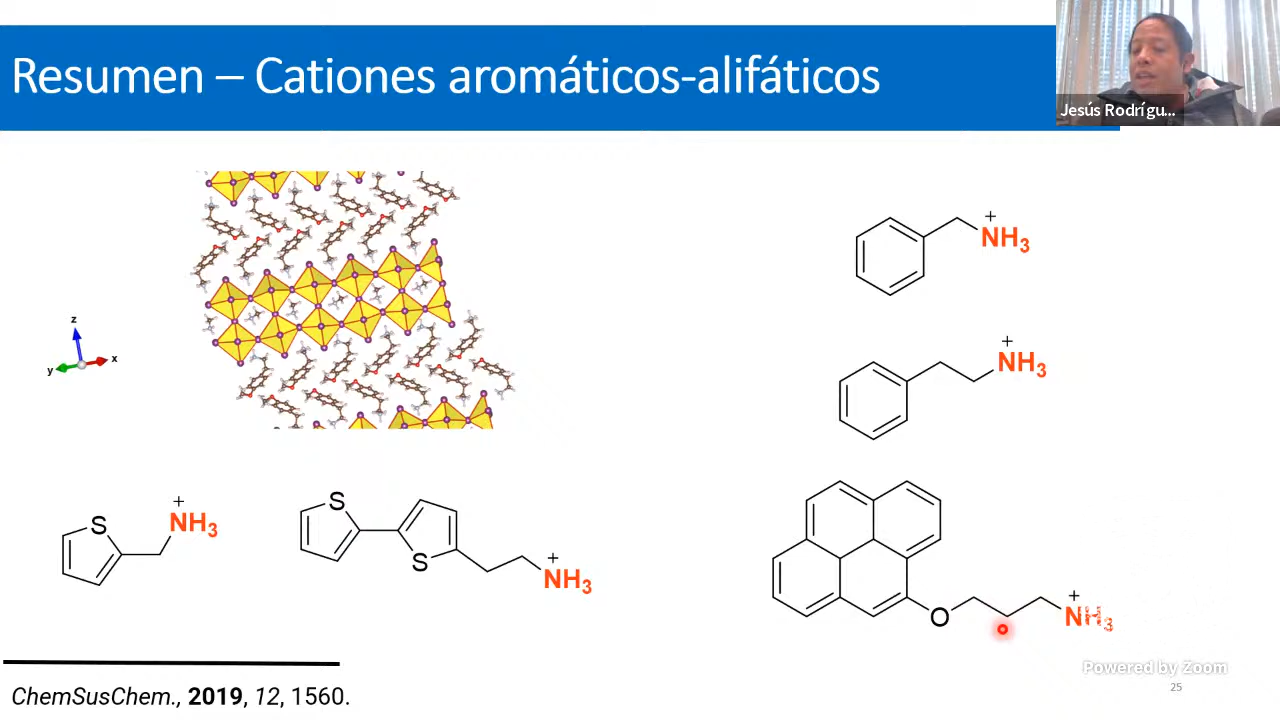 Resumen – Cationes aromáticos-alifáticos
Jesús Rodrígu...
z
y
x
+
NH3
+
NH3
S
+
NH3
S
S
+
NH3
O
+
NH3
Powered by Zoom
ChemSusChem., 2019, 12, 1560.
25